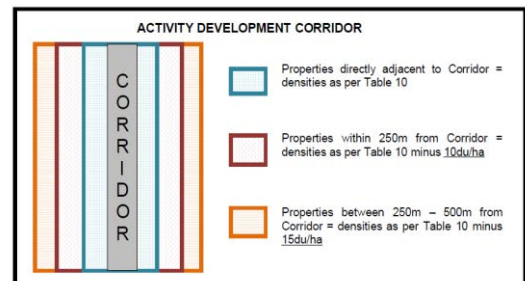 ACTIVITY DEVELOPMENT CORRIDOR
CORRIDOR
Properties directly adjacent to Corridor =
densities as per Table 10
Properties within 250m from Corridor =
densities as per Table 10 minus 10du/ha
Properties between 250m – 500m from
Corridor = densities as per Table 10 minus
15du/ha